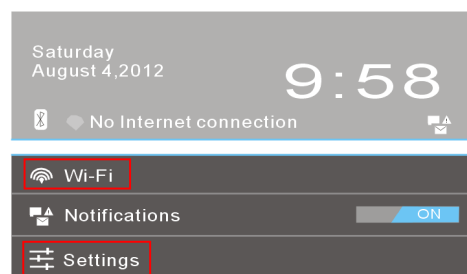 Saturday
August 4,2012
9:58
No Internet connection
Wi-Fi
Notifications
ON
Settings